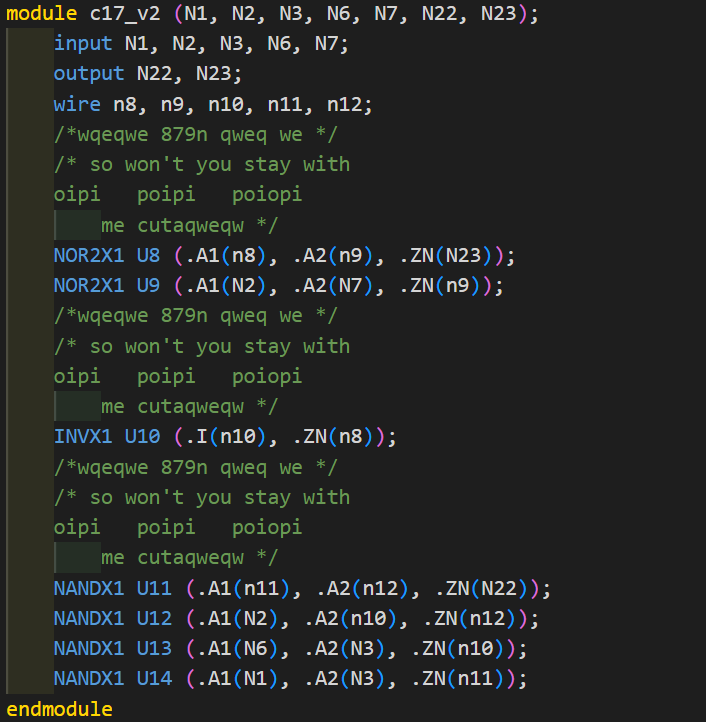 module c17_v2 (N1, N2, N3, N6, N7, N22, N23);
    input N1, N2, N3, N6, N7;
    output N22, N23;
    wire n8, n9, n10, n11, n12;
    /*wqeqwe 879n qweq we */
    /* so won't you stay with
    oipi   poipi   poiopi
        me cutaqweqw */
    NOR2X1 U8 (.A1(n8), .A2(n9), .ZN(N23));
    NOR2X1 U9 (.A1(N2), .A2(N7), .ZN(n9));
    /*wqeqwe 879n qweq we */
    /* so won't you stay with
    oipi   poipi   poiopi
        me cutaqweqw */
    INVX1 U10 (.I(n10), .ZN(n8));
    /*wqeqwe 879n qweq we */
    /* so won't you stay with
    oipi   poipi   poiopi
        me cutaqweqw */
    NANDX1 U11 (.A1(n11), .A2(n12), .ZN(N22));
    NANDX1 U12 (.A1(N2), .A2(n10), .ZN(n12));
    NANDX1 U13 (.A1(N6), .A2(N3), .ZN(n10));
    NANDX1 U14 (.A1(N1), .A2(N3), .ZN(n11));
endmodule